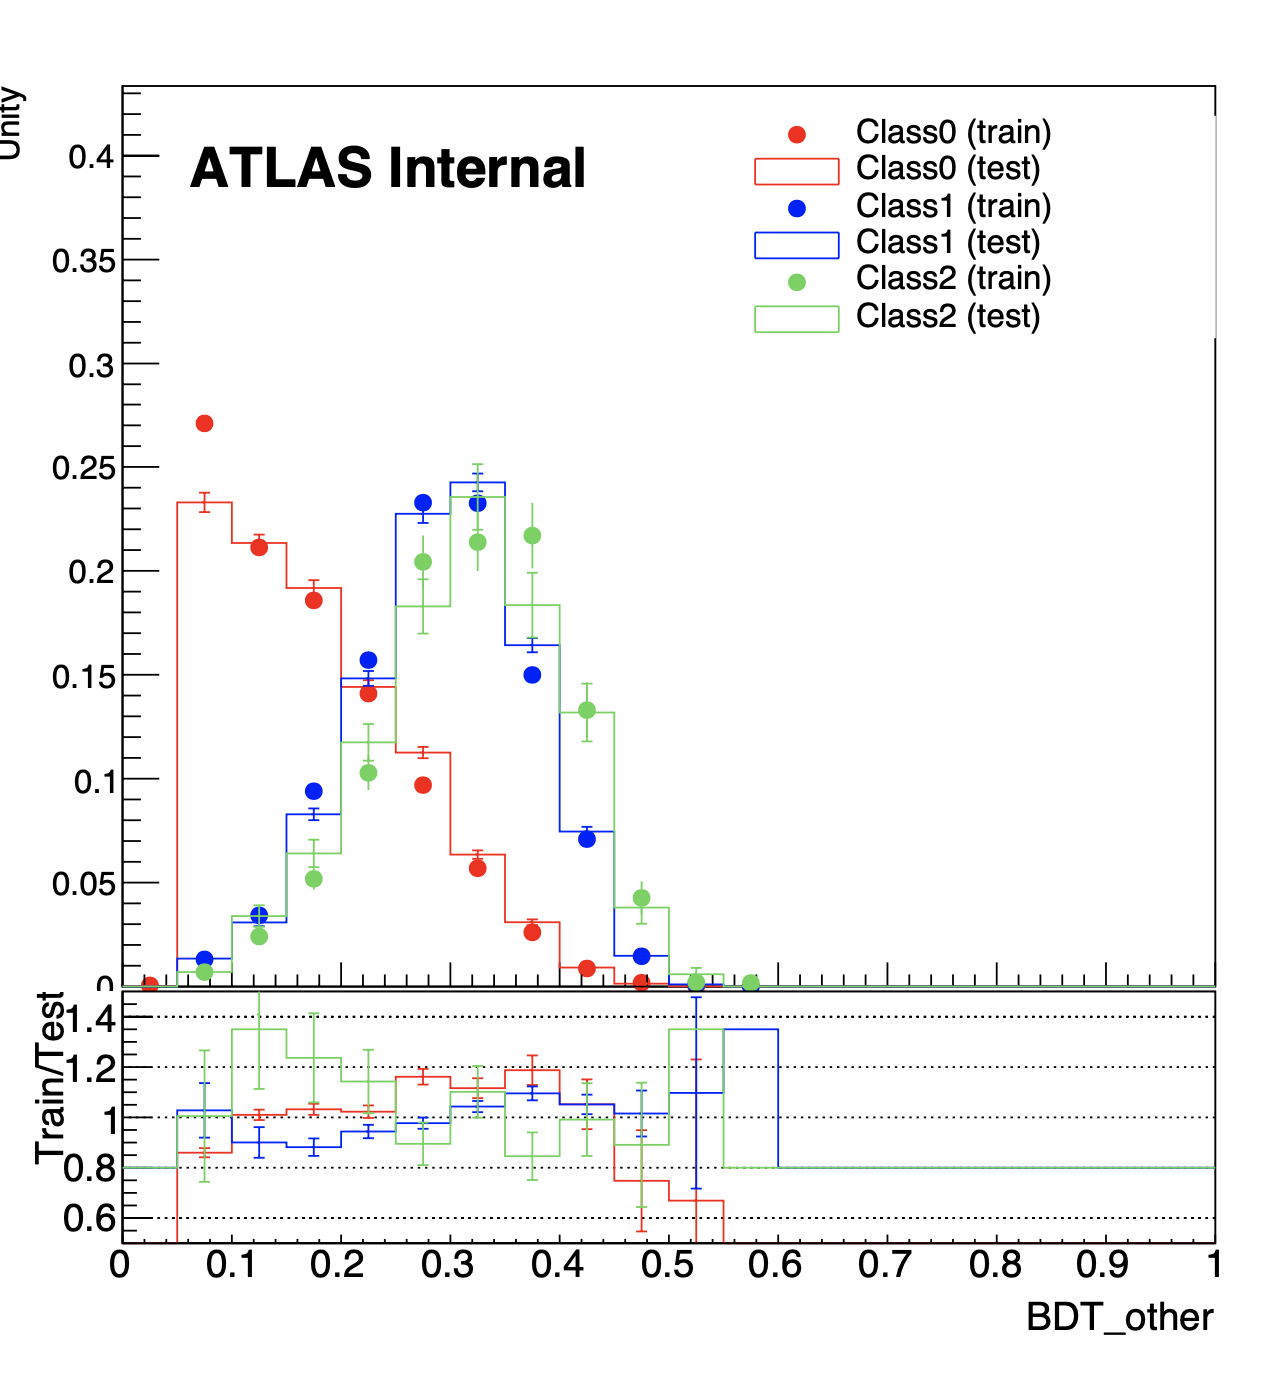 Unity
ATLAS Internal
Class0 (train)
Class0 (test)
Class1 (train)
Class1 (test)
Class2 (train)
Class2 (test)
0.4
0.35
0.3
0.25
0.2
0.15
0.1
0.05
0
Train/Test
1.4
1.2
1
0.8
0.6
0 0.1 0.2 0.3 0.4 0.5 0.6 0.7 0.8 0.9 1
BDT_other